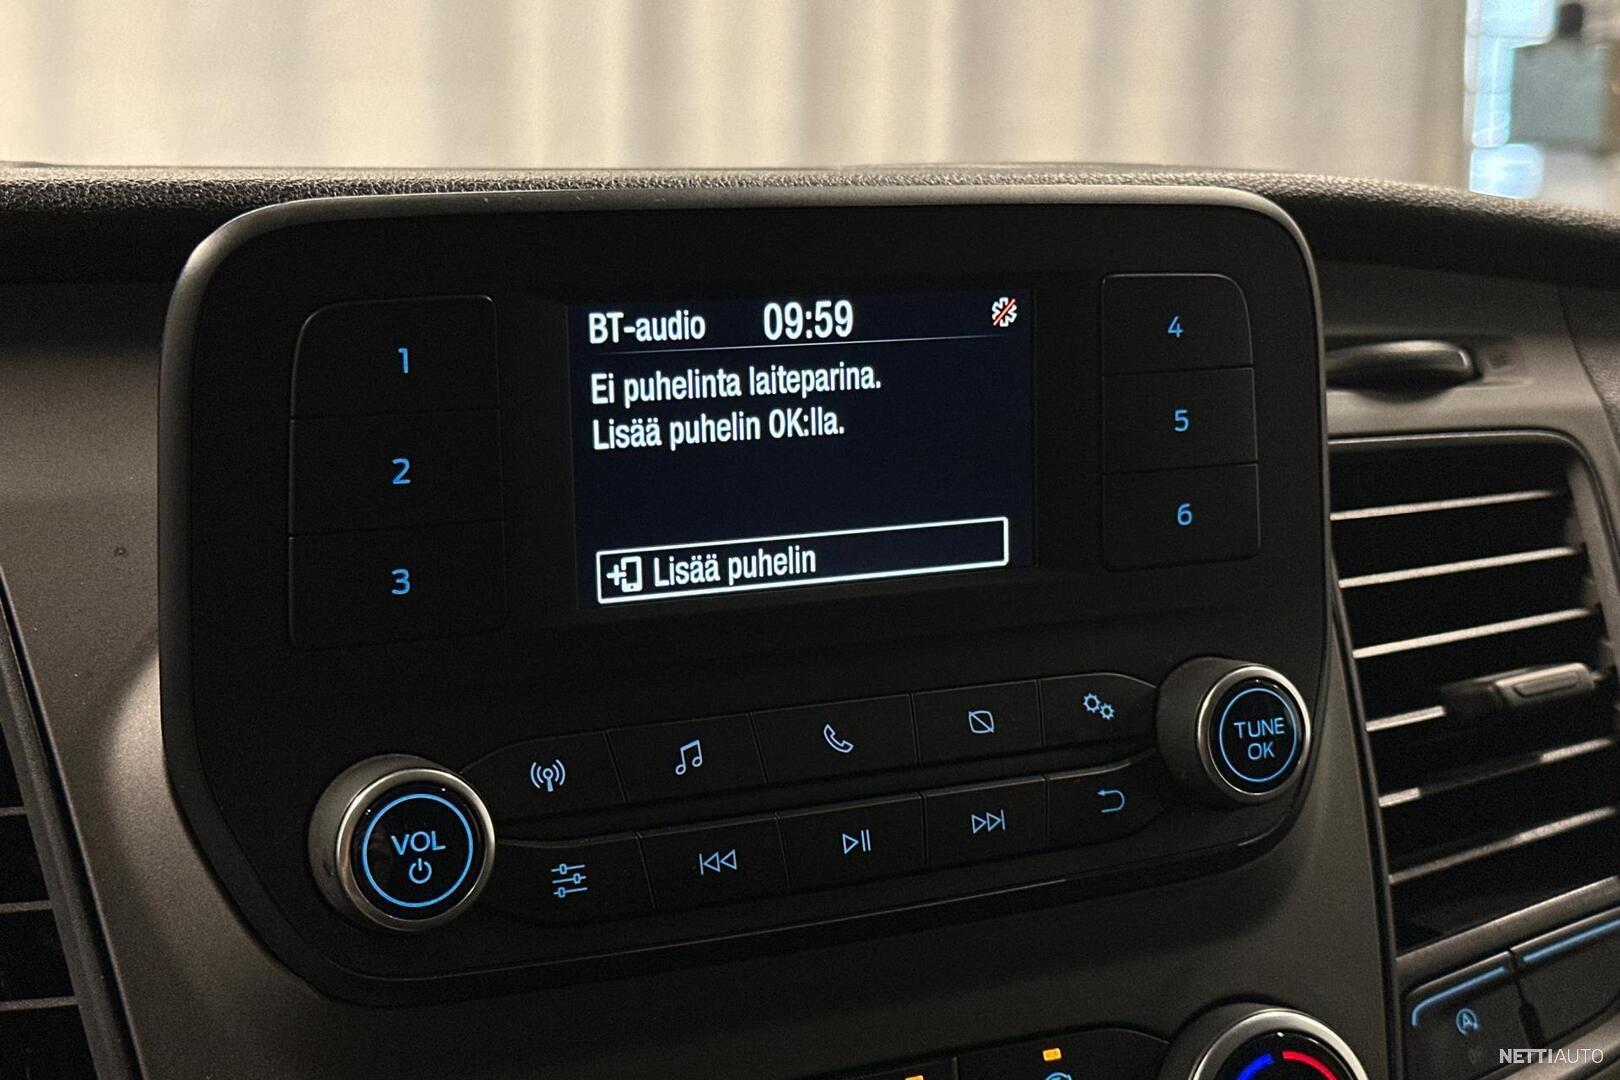 BT-audio 09:59
Ei puhelinta laiteparina.
Lisää puhelin OK:lla.
Lisää puhelin
1
2
3
4
5
6
VOL
TUNE
OK
A
NETTIAUTO